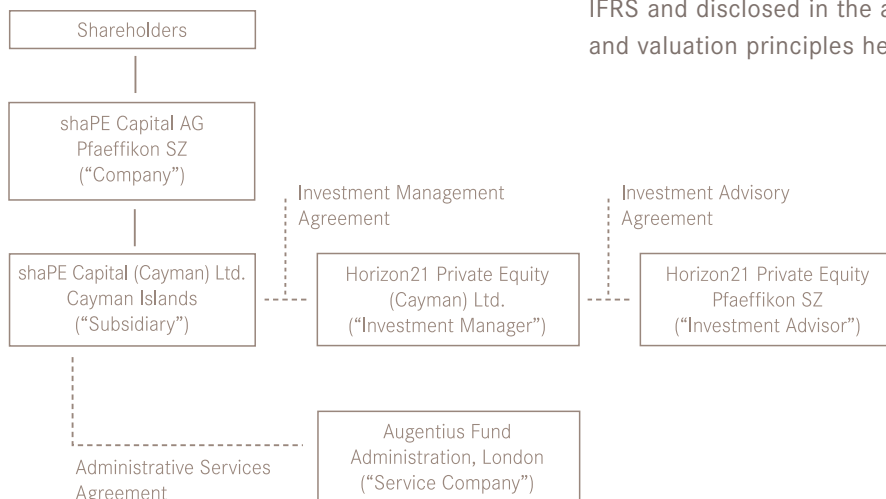 IFRS and disclosed in the a
and valuation principles he
Shareholders
shaPE Capital AG
Pfaeffikon SZ
(“Company”)
Investment Management
Agreement
Investment Advisory
Agreement
shaPE Capital (Cayman) Ltd.
Cayman Islands
(“Subsidiary”)
Horizon21 Private Equity
(Cayman) Ltd.
(“Investment Manager”)
Horizon21 Private Equity
Pfaeffikon SZ
(“Investment Advisor”)
Administrative Services
Agreement
Augentius Fund
Administration, London
(“Service Company”)